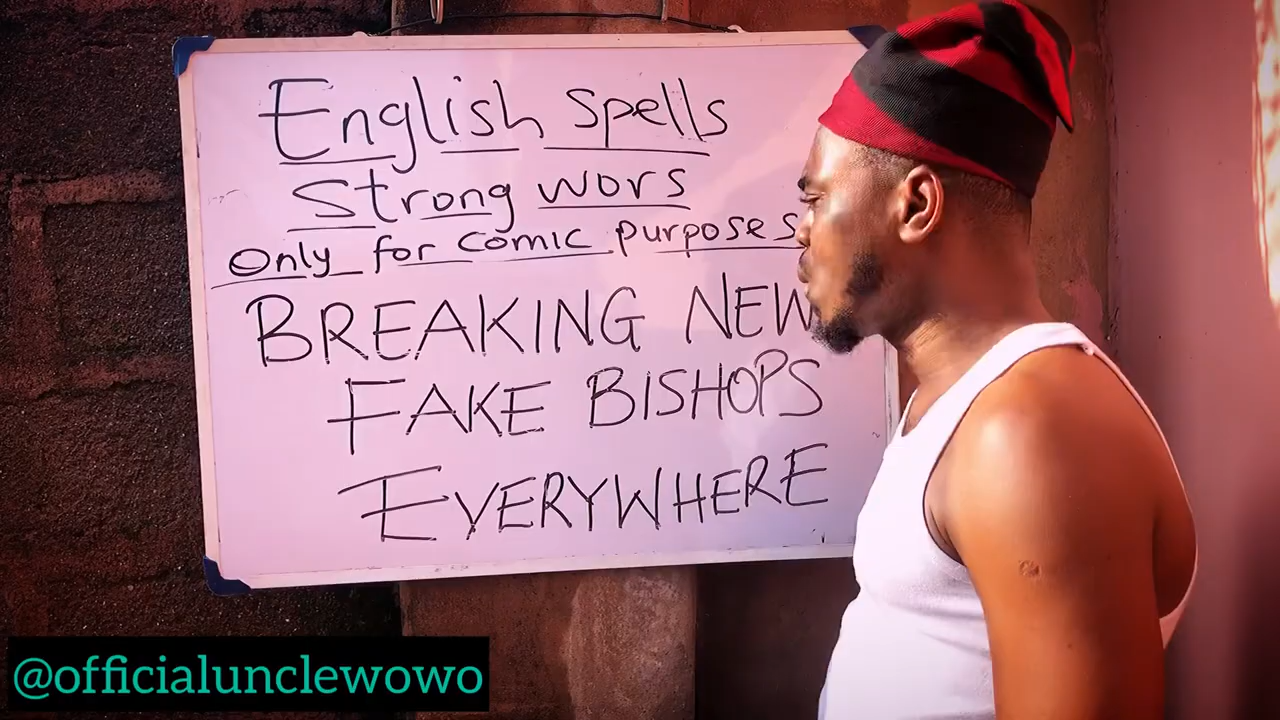 English spells
Strong wors
Only for comic purposes
BREAKING NEW
FAKE BISHOPS
EVERYWHERE
@officialunclewowo